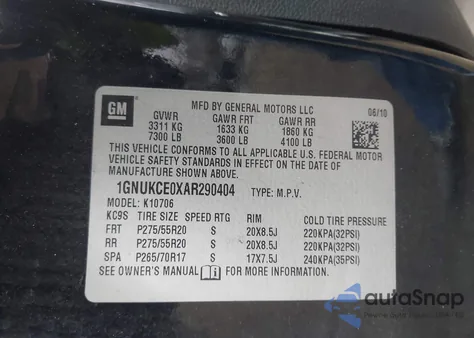 GM
MFD BY GENERAL MOTORS LLC 06/10
GVWR GAWR FRT GAWR RR
3311 KG 1633 KG 1860 KG
7300 LB 3600 LB 4100 LB
THIS VEHICLE CONFORMS TO ALL APPLICABLE U.S. FEDERAL MOTOR
VEHICLE SAFETY STANDARDS IN EFFECT ON THE DATE OF
MANUFACTURE SHOWN ABOVE.
1GNUKCE0XAR290404 TYPE: M.P.V.
MODEL: K10706
KC9S TIRE SIZE SPEED RTG RIM COLD TIRE PRESSURE
FRT P275/55R20 S 20X8.5J 220KPA(32PSI)
RR P275/55R20 S 20X8.5J 220KPA(32PSI)
SPA P265/70R17 S 17X7.5J 240KPA(35PSI)
SEE OWNER'S MANUAL FOR MORE INFORMATION.
autoSnap